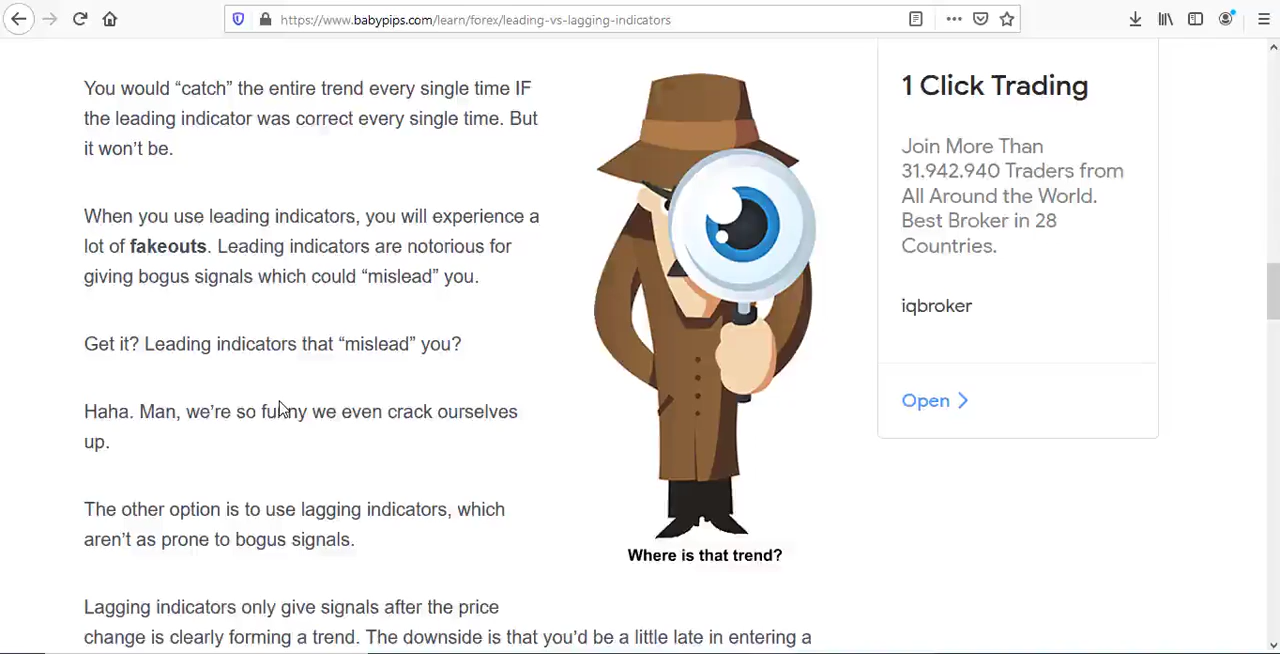 https://www.babypips.com/learn/forex/leading-vs-lagging-indicators
You would “catch” the entire trend every single time IF
the leading indicator was correct every single time. But
it won’t be.
When you use leading indicators, you will experience a
lot of fakeouts. Leading indicators are notorious for
giving bogus signals which could “mislead” you.
Get it? Leading indicators that “mislead” you?
Haha. Man, we’re so funny we even crack ourselves
up.
The other option is to use lagging indicators, which
aren’t as prone to bogus signals.
Lagging indicators only give signals after the price
change is clearly forming a trend. The downside is that you’d be a little late in entering a
Where is that trend?
1 Click Trading
Join More Than
31.942.940 Traders from
All Around the World.
Best Broker in 28
Countries.
iqbroker
Open